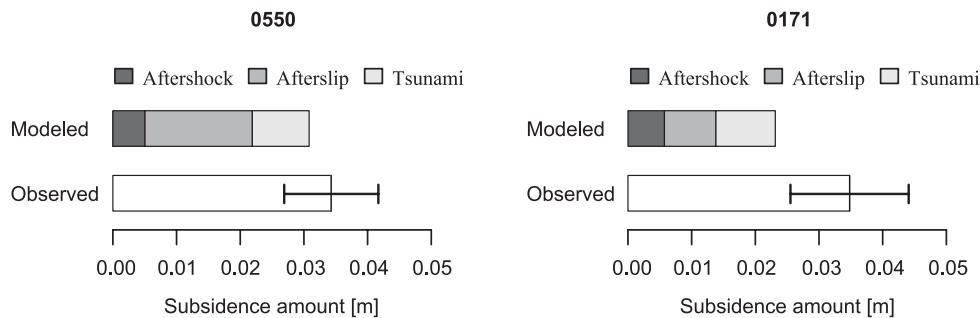 0550
Aftershock Afterslip Tsunami
Modeled
Observed
0.00 0.01 0.02 0.03 0.04 0.05
Subsidence amount [m]
0171
Aftershock Afterslip Tsunami
Modeled
Observed
0.00 0.01 0.02 0.03 0.04 0.05
Subsidence amount [m]